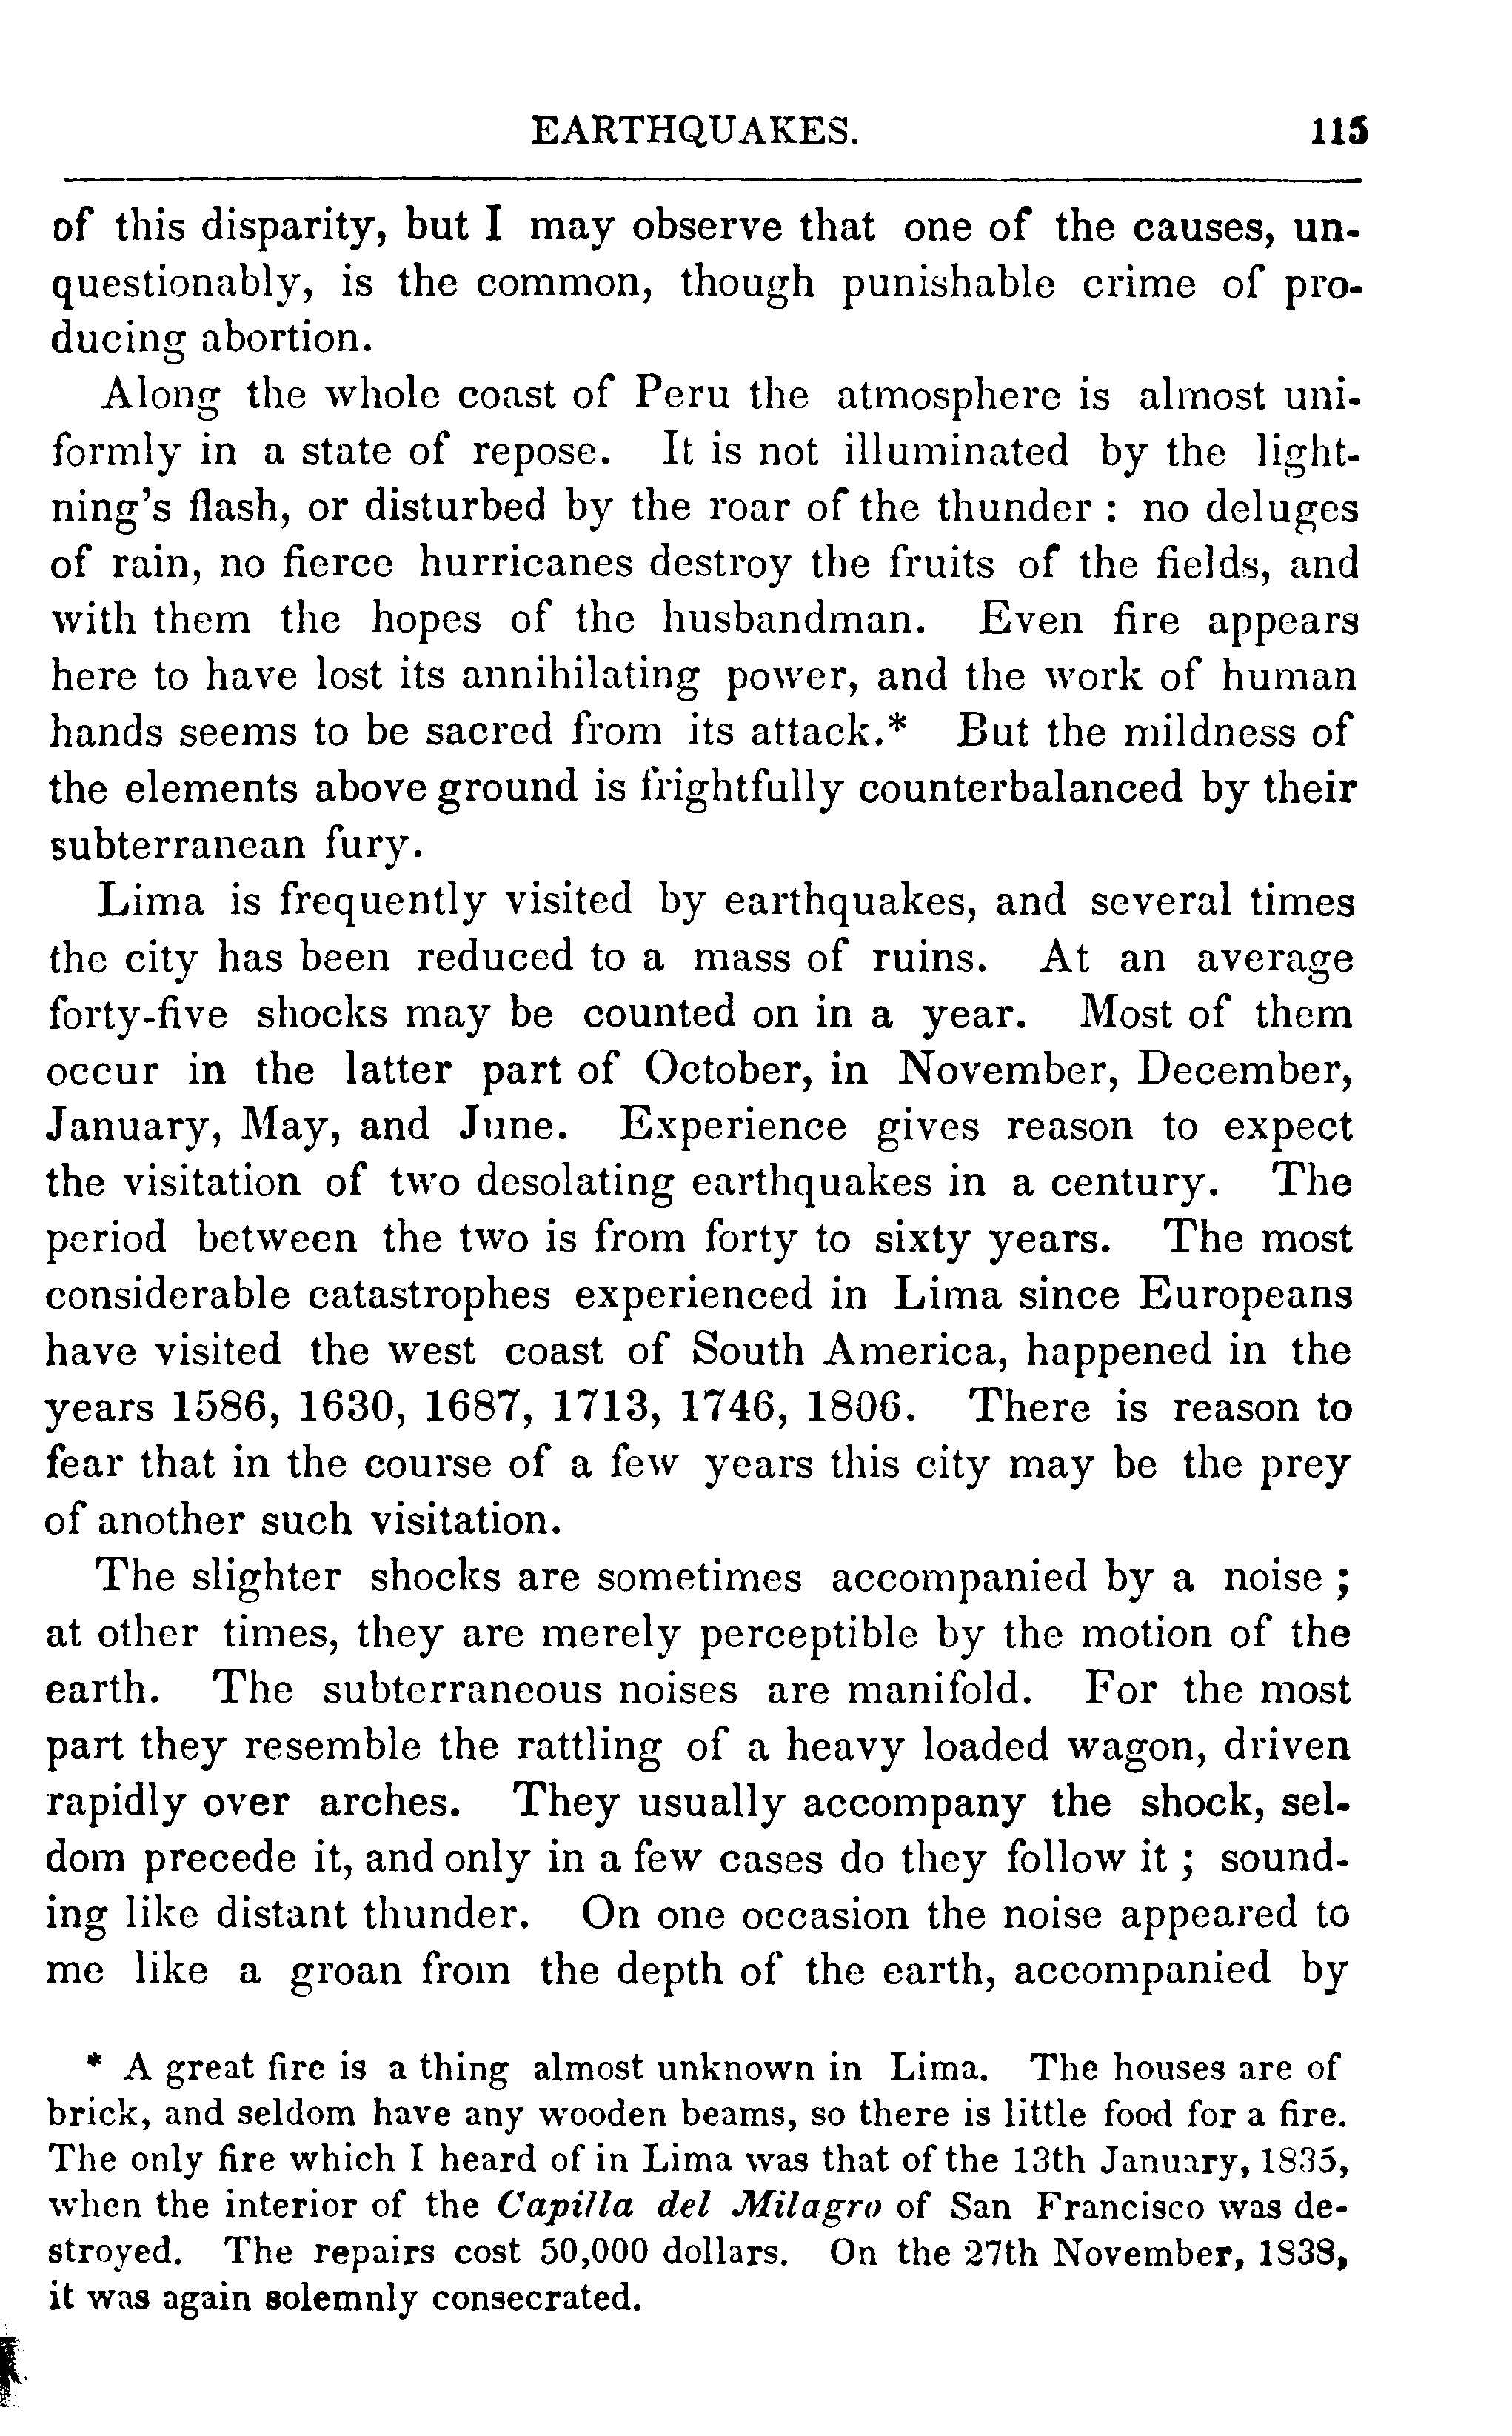 EARTHQUAKES. 115
of this disparity, but I may observe that one of the causes, un-
questionably, is the common, though punishable crime of pro-
ducing abortion.
Along the whole coast of Peru the atmosphere is almost uni-
formly in a state of repose. It is not illuminated by the light-
ning's flash, or disturbed by the roar of the thunder : no deluges
of rain, no fierce hurricanes destroy the fruits of the fields, and
with them the hopes of the husbandman. Even fire appears
here to have lost its annihilating power, and the work of human
hands seems to be sacred from its attack.* But the mildness of
the elements above ground is frightfully counterbalanced by their
subterranean fury.
Lima is frequently visited by earthquakes, and several times
the city has been reduced to a mass of ruins. At an average
forty-five shocks may be counted on in a year. Most of them
occur in the latter part of October, in November, December,
January, May, and June. Experience gives reason to expect
the visitation of two desolating earthquakes in a century. The
period between the two is from forty to sixty years. The most
considerable catastrophes experienced in Lima since Europeans
have visited the west coast of South America, happened in the
years 1586, 1630, 1687, 1713, 1746, 1806. There is reason to
fear that in the course of a few years this city may be the prey
of another such visitation.
The slighter shocks are sometimes accompanied by a noise ;
at other times, they are merely perceptible by the motion of the
earth. The subterraneous noises are manifold. For the most
part they resemble the rattling of a heavy loaded wagon, driven
rapidly over arches. They usually accompany the shock, sel-
dom precede it, and only in a few cases do they follow it ; sound-
ing like distant thunder. On one occasion the noise appeared to
me like a groan from the depth of the earth, accompanied by
* A great fire is a thing almost unknown in Lima. The houses are of
brick, and seldom have any wooden beams, so there is little food for a fire.
The only fire which I heard of in Lima was that of the 13th January, 1835,
when the interior of the Capilla del Milagro of San Francisco was de-
stroyed. The repairs cost 50,000 dollars. On the 27th November, 1838,
it was again solemnly consecrated.